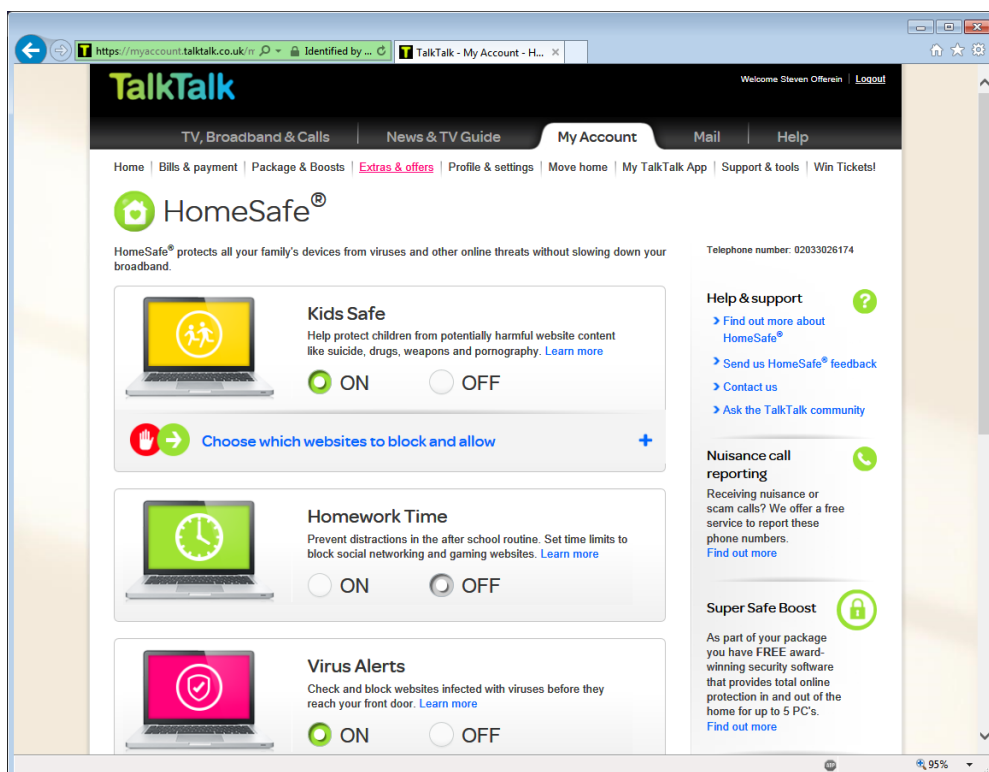 https://myaccount.talktalk.co.uk/m
Identified by ...
TalkTalk - My Account - H...
TalkTalk
Welcome Steven Offerein | Logout
TV, Broadband & Calls
News & TV Guide
My Account
Mail
Help
Home | Bills & payment | Package & Boosts | Extras & offers | Profile & settings | Move home | My TalkTalk App | Support & tools | Win Tickets!
HomeSafe®
HomeSafe® protects all your family's devices from viruses and other online threats without slowing down your
broadband.
Kids Safe
Help protect children from potentially harmful website content
like suicide, drugs, weapons and pornography. Learn more
ON OFF
Choose which websites to block and allow +
Homework Time
Prevent distractions in the after school routine. Set time limits to
block social networking and gaming websites. Learn more
ON OFF
Virus Alerts
Check and block websites infected with viruses before they
reach your front door. Learn more
ON OFF
Telephone number: 02033026174
Help & support
?
Find out more about
HomeSafe®
Send us HomeSafe® feedback
Contact us
Ask the TalkTalk community
Nuisance call
reporting
Receiving nuisance or
scam calls? We offer a free
service to report these
phone numbers.
Find out more
Super Safe Boost
As part of your package
you have FREE award-
winning security software
that provides total online
protection in and out of the
home for up to 5 PC's.
Find out more
95%